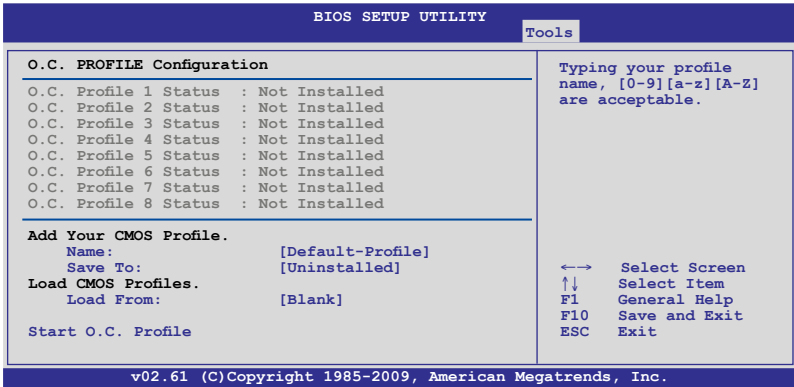 BIOS SETUP UTILITY
Tools
O.C. PROFILE Configuration
O.C. Profile 1 Status : Not Installed
O.C. Profile 2 Status : Not Installed
O.C. Profile 3 Status : Not Installed
O.C. Profile 4 Status : Not Installed
O.C. Profile 5 Status : Not Installed
O.C. Profile 6 Status : Not Installed
O.C. Profile 7 Status : Not Installed
O.C. Profile 8 Status : Not Installed
Add Your CMOS Profile.
Name: [Default-Profile]
Save To: [Uninstalled]
Load CMOS Profiles.
Load From: [Blank]
Start O.C. Profile
Typing your profile
name, [0-9][a-z][A-Z]
are acceptable.
←→ Select Screen
↑↓ Select Item
F1 General Help
F10 Save and Exit
ESC Exit
v02.61 (C)Copyright 1985-2009, American Megatrends, Inc.